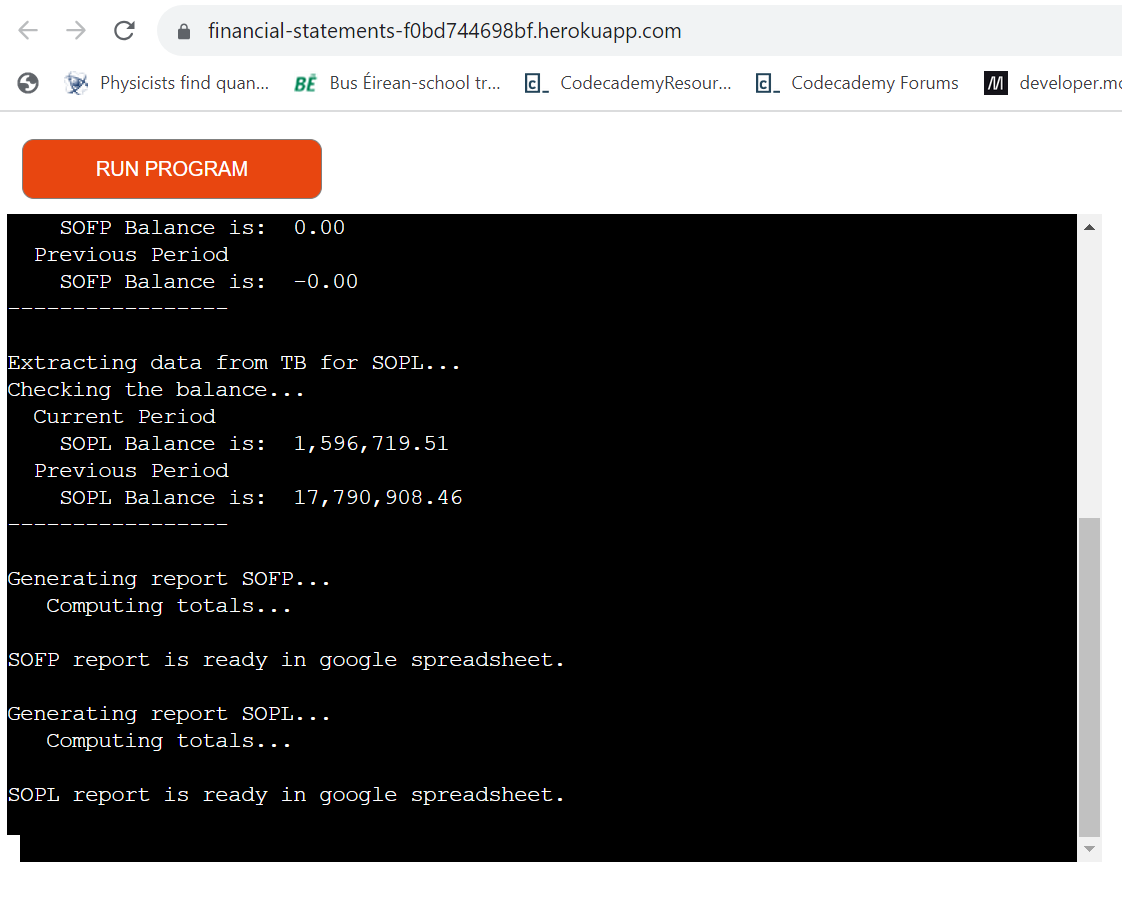 financial-statements-f0bd744698bf.herokuapp.com
Physicists find quan... BÉ Bus Éirean-school tr... c_ CodecademyResour... c_ Codecademy Forums M developer.mo
RUN PROGRAM
SOFP Balance is: 0.00
Previous Period
SOFP Balance is: -0.00
-----------------
Extracting data from TB for SOPL...
Checking the balance...
Current Period
SOPL Balance is: 1,596,719.51
Previous Period
SOPL Balance is: 17,790,908.46
-----------------
Generating report SOFP...
Computing totals...
SOFP report is ready in google spreadsheet.
Generating report SOPL...
Computing totals...
SOPL report is ready in google spreadsheet.